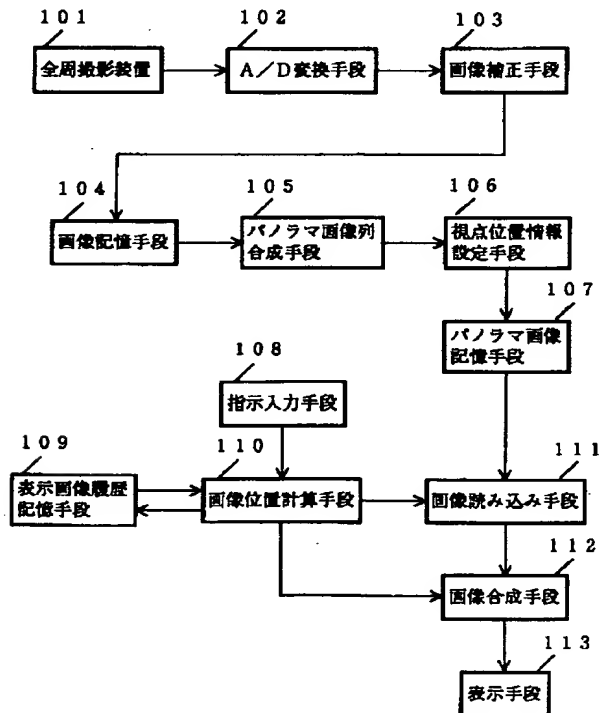 101
全周撮影装置
102
A/D変換手段
103
画像補正手段
104
画像記憶手段
105
パノラマ画像列
合成手段
106
視点位置情報
設定手段
107
パノラマ画像
記憶手段
108
指示入力手段
109
表示画像履歴
記憶手段
110
画像位置計算手段
111
画像読み込み手段
112
画像合成手段
113
表示手段